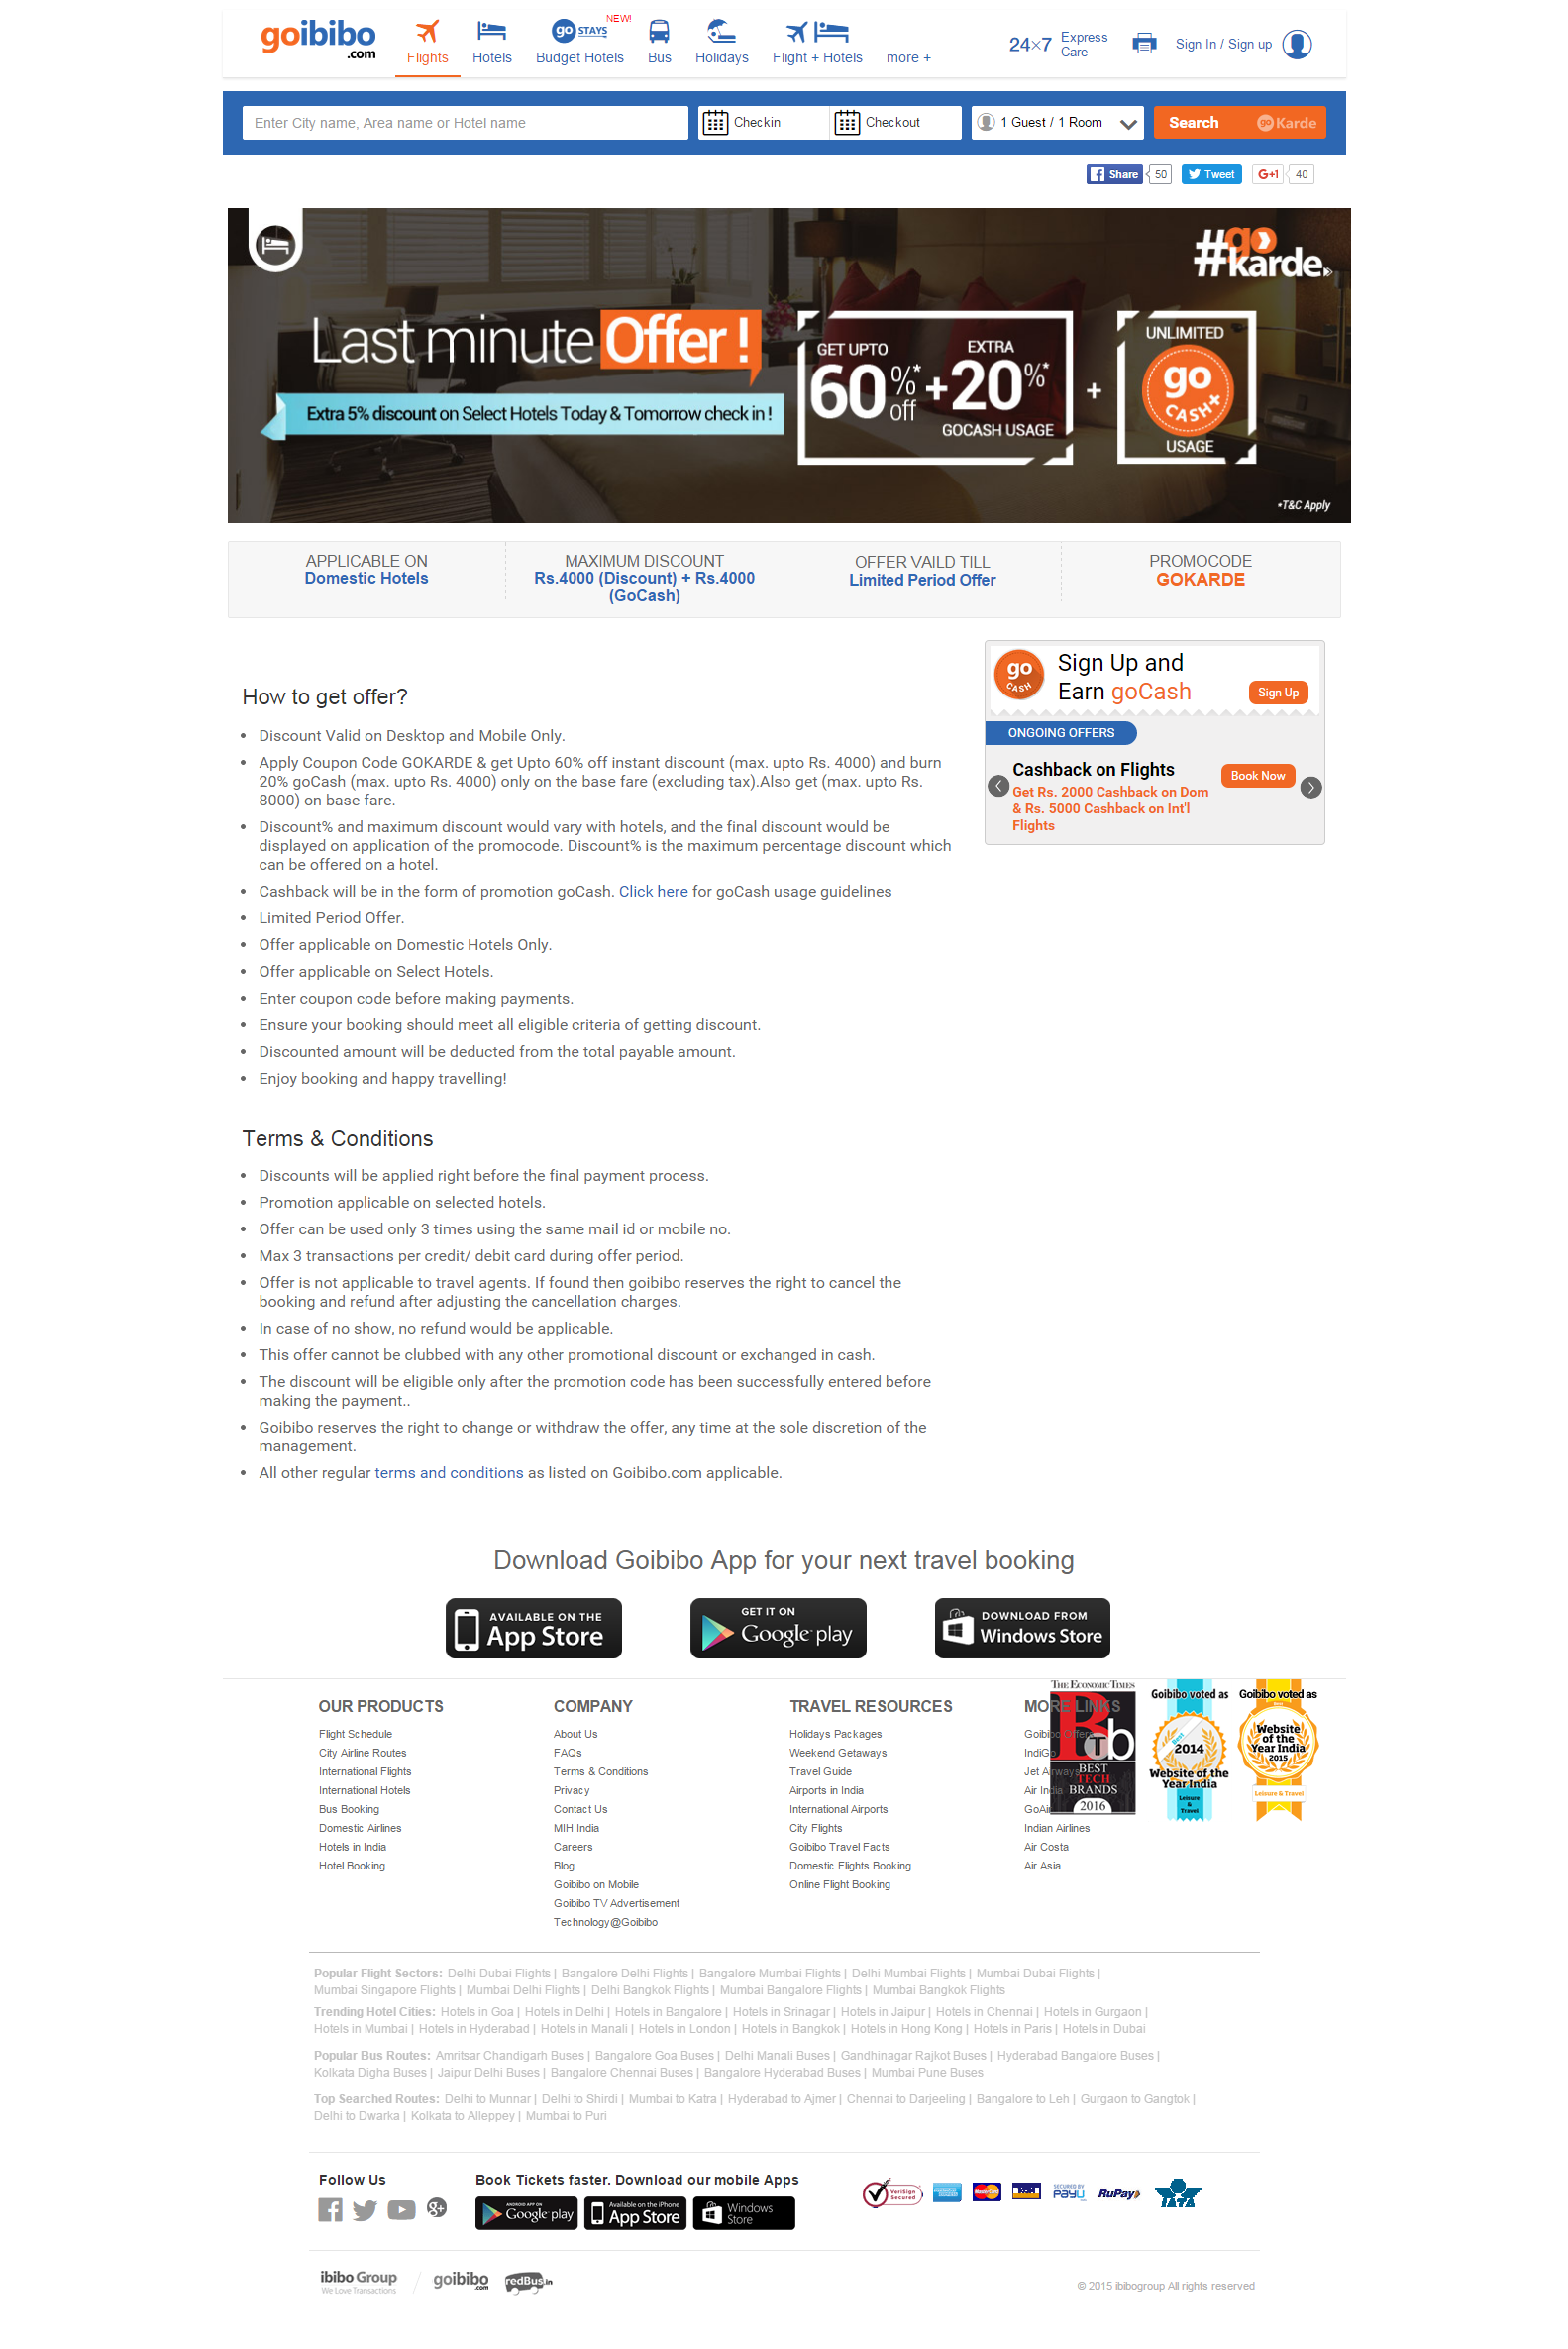 goibibo
.com
Flights
Hotels
NEW!
go STAYS
Budget Hotels
Bus
Holidays
Flight + Hotels
more +
24×7 Express
Care
Sign In / Sign up
Enter City name, Area name or Hotel name
Checkin
Checkout
1 Guest / 1 Room
Search go Karde
Share 50 Tweet G+1 40
#go
karde
Last minute Offer !
Extra 5% discount on Select Hotels Today & Tomorrow check in !
GET UPTO
60%*
off
+
EXTRA
20%*
GOCASH USAGE
+
UNLIMITED
go
CASH+
USAGE
*T&C Apply
APPLICABLE ON
Domestic Hotels
MAXIMUM DISCOUNT
Rs.4000 (Discount) + Rs.4000
(GoCash)
OFFER VAILD TILL
Limited Period Offer
PROMOCODE
GOKARDE
How to get offer?
• Discount Valid on Desktop and Mobile Only.
• Apply Coupon Code GOKARDE & get Upto 60% off instant discount (max. upto Rs. 4000) and burn
20% goCash (max. upto Rs. 4000) only on the base fare (excluding tax).Also get (max. upto Rs.
8000) on base fare.
• Discount% and maximum discount would vary with hotels, and the final discount would be
displayed on application of the promocode. Discount% is the maximum percentage discount which
can be offered on a hotel.
• Cashback will be in the form of promotion goCash. Click here for goCash usage guidelines
• Limited Period Offer.
• Offer applicable on Domestic Hotels Only.
• Offer applicable on Select Hotels.
• Enter coupon code before making payments.
• Ensure your booking should meet all eligible criteria of getting discount.
• Discounted amount will be deducted from the total payable amount.
• Enjoy booking and happy travelling!
go
CASH
Sign Up and
Earn goCash
Sign Up
ONGOING OFFERS
Cashback on Flights
Book Now
Get Rs. 2000 Cashback on Dom
& Rs. 5000 Cashback on Int'l
Flights
Terms & Conditions
• Discounts will be applied right before the final payment process.
• Promotion applicable on selected hotels.
• Offer can be used only 3 times using the same mail id or mobile no.
• Max 3 transactions per credit/ debit card during offer period.
• Offer is not applicable to travel agents. If found then goibibo reserves the right to cancel the
booking and refund after adjusting the cancellation charges.
• In case of no show, no refund would be applicable.
• This offer cannot be clubbed with any other promotional discount or exchanged in cash.
• The discount will be eligible only after the promotion code has been successfully entered before
making the payment..
• Goibibo reserves the right to change or withdraw the offer, any time at the sole discretion of the
management.
• All other regular terms and conditions as listed on Goibibo.com applicable.
Download Goibibo App for your next travel booking
AVAILABLE ON THE
App Store
GET IT ON
Google play
DOWNLOAD FROM
Windows Store
OUR PRODUCTS
Flight Schedule
City Airline Routes
International Flights
International Hotels
Bus Booking
Domestic Airlines
Hotels in India
Hotel Booking
COMPANY
About Us
FAQs
Terms & Conditions
Privacy
Contact Us
MIH India
Careers
Blog
Goibibo on Mobile
Goibibo TV Advertisement
Technology@Goibibo
TRAVEL RESOURCES
Holidays Packages
Weekend Getaways
Travel Guide
Airports in India
International Airports
City Flights
Goibibo Travel Facts
Domestic Flights Booking
Online Flight Booking
MORE LINKS
Goibibo Offers
IndiGo
Jet Airways
Air India
GoAir
Indian Airlines
Air Costa
Air Asia
THE ECONOMIC TIMES
BTb
BEST
TECH
BRANDS
2016
Goibibo voted as
Best
2014
Website of the
Year India
Leisure
&
Travel
Goibibo voted as
Website of the
Year India
2015
Leisure & Travel
Popular Flight Sectors: Delhi Dubai Flights | Bangalore Delhi Flights | Bangalore Mumbai Flights | Delhi Mumbai Flights | Mumbai Dubai Flights |
Mumbai Singapore Flights | Mumbai Delhi Flights | Delhi Bangkok Flights | Mumbai Bangalore Flights | Mumbai Bangkok Flights
Trending Hotel Cities: Hotels in Goa | Hotels in Delhi | Hotels in Bangalore | Hotels in Srinagar | Hotels in Jaipur | Hotels in Chennai | Hotels in Gurgaon |
Hotels in Mumbai | Hotels in Hyderabad | Hotels in Manali | Hotels in London | Hotels in Bangkok | Hotels in Hong Kong | Hotels in Paris | Hotels in Dubai
Popular Bus Routes: Amritsar Chandigarh Buses | Bangalore Goa Buses | Delhi Manali Buses | Gandhinagar Rajkot Buses | Hyderabad Bangalore Buses |
Kolkata Digha Buses | Jaipur Delhi Buses | Bangalore Chennai Buses | Bangalore Hyderabad Buses | Mumbai Pune Buses
Top Searched Routes: Delhi to Munnar | Delhi to Shirdi | Mumbai to Katra | Hyderabad to Ajmer | Chennai to Darjeeling | Bangalore to Leh | Gurgaon to Gangtok |
Delhi to Dwarka | Kolkata to Alleppey | Mumbai to Puri
Follow Us
Book Tickets faster. Download our mobile Apps
ANDROID APP ON
Google play
Available on the iPhone
App Store
Windows
Store
VeriSign
Secured
MasterCard
VISA
SECURED BY
PayU
RuPay
IATA
ibibo Group
We Love Transactions
goibibo
.com
redBus.in
© 2015 ibibogroup All rights reserved